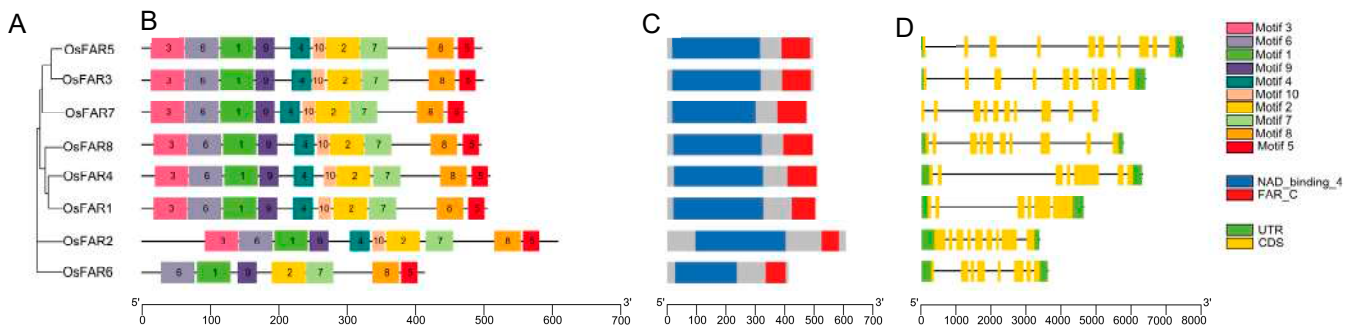 A B C D
OsFAR5 3 6 1 9 4 10 2 7 8 5
OsFAR3 3 6 1 9 4 10 2 7 8 5
OsFAR7 3 6 1 9 4 10 2 7 8 5
OsFAR8 3 6 1 9 4 10 2 7 8 5
OsFAR4 3 6 1 9 4 10 2 7 8 5
OsFAR1 3 6 1 9 4 10 2 7 8 5
OsFAR2 3 6 1 9 4 10 2 7 8 5
OsFAR6 6 1 9 2 7 8 5
Motif 3
Motif 6
Motif 1
Motif 9
Motif 4
Motif 10
Motif 2
Motif 7
Motif 8
Motif 5
NAD_binding_4
FAR_C
UTR
CDS
5' 3' 5' 3' 5' 3'
0 100 200 300 400 500 600 700
0 100 200 300 400 500 600 700
0 1000 2000 3000 4000 5000 6000 7000 8000